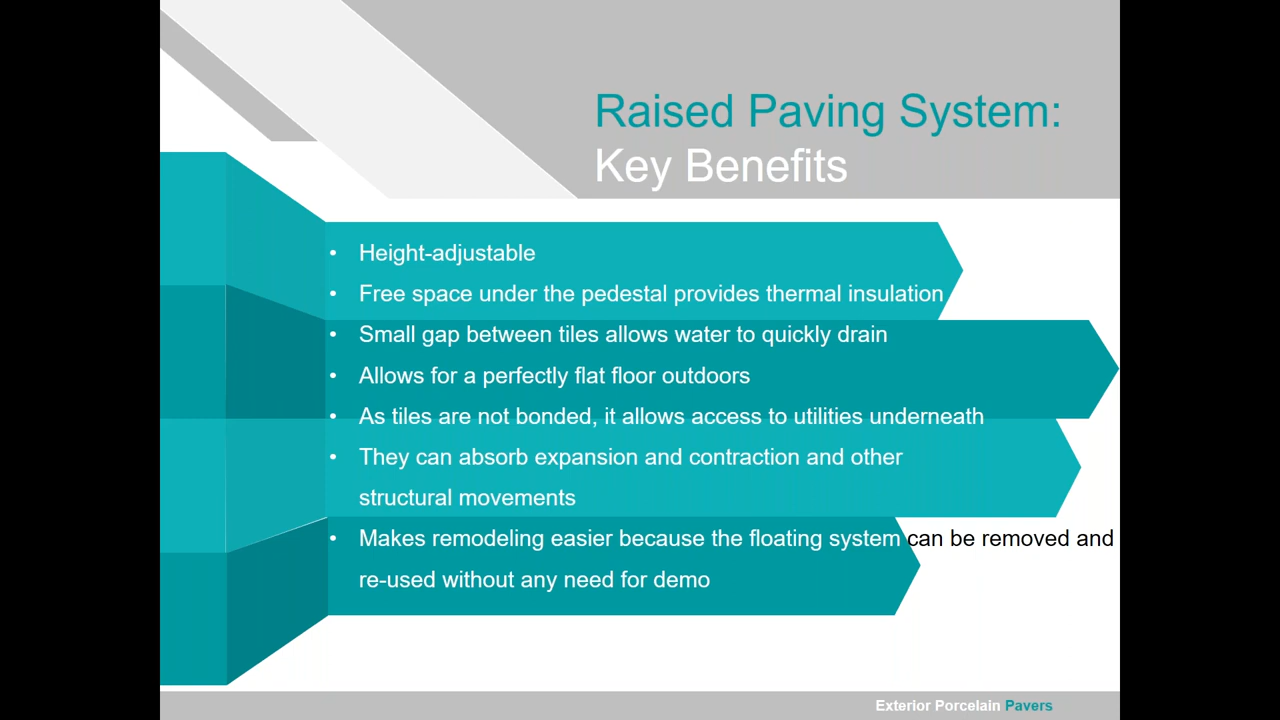 Raised Paving System:
Key Benefits
• Height-adjustable
• Free space under the pedestal provides thermal insulation
• Small gap between tiles allows water to quickly drain
• Allows for a perfectly flat floor outdoors
• As tiles are not bonded, it allows access to utilities underneath
• They can absorb expansion and contraction and other
structural movements
• Makes remodeling easier because the floating system can be removed and
re-used without any need for demo
Exterior Porcelain Pavers